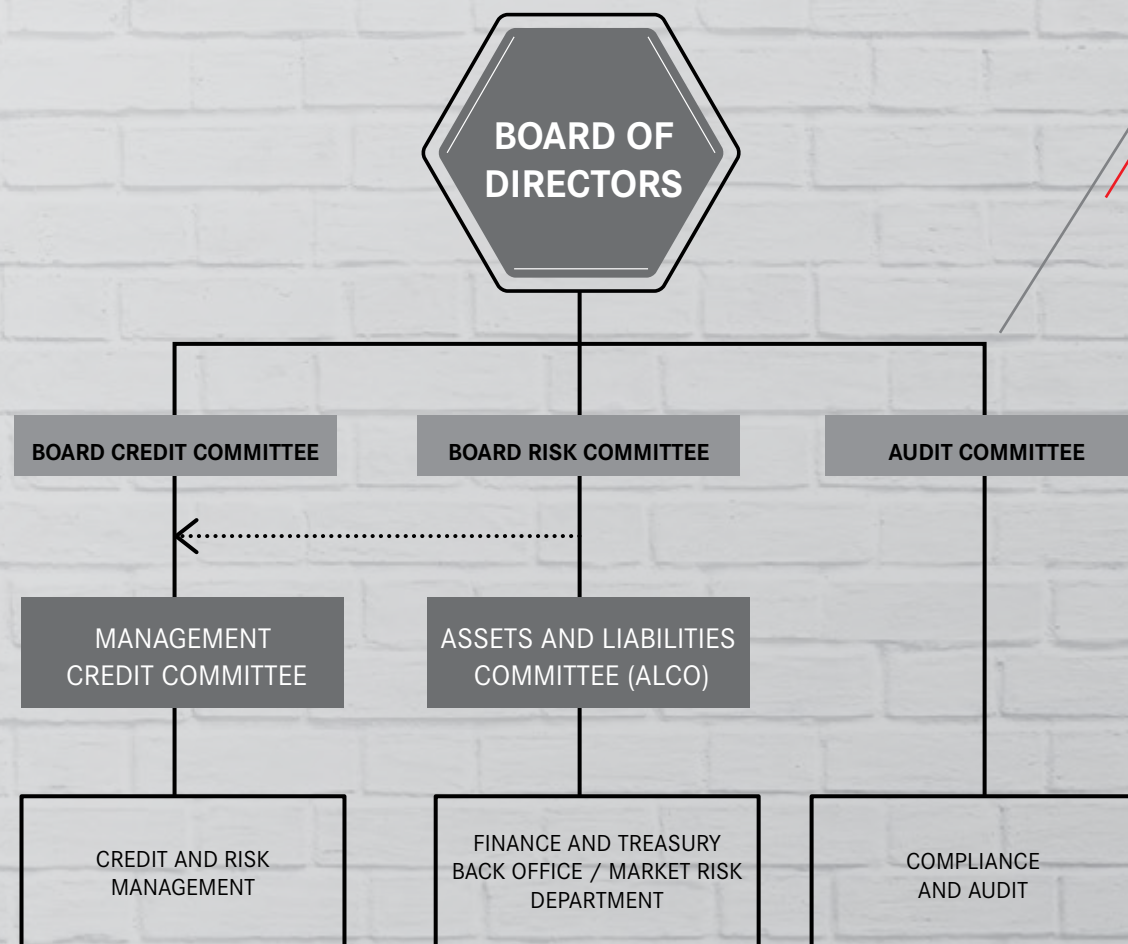 BOARD OF
DIRECTORS
BOARD CREDIT COMMITTEE
BOARD RISK COMMITTEE
AUDIT COMMITTEE
MANAGEMENT
CREDIT COMMITTEE
ASSETS AND LIABILITIES
COMMITTEE (ALCO)
CREDIT AND RISK
MANAGEMENT
FINANCE AND TREASURY
BACK OFFICE / MARKET RISK
DEPARTMENT
COMPLIANCE
AND AUDIT